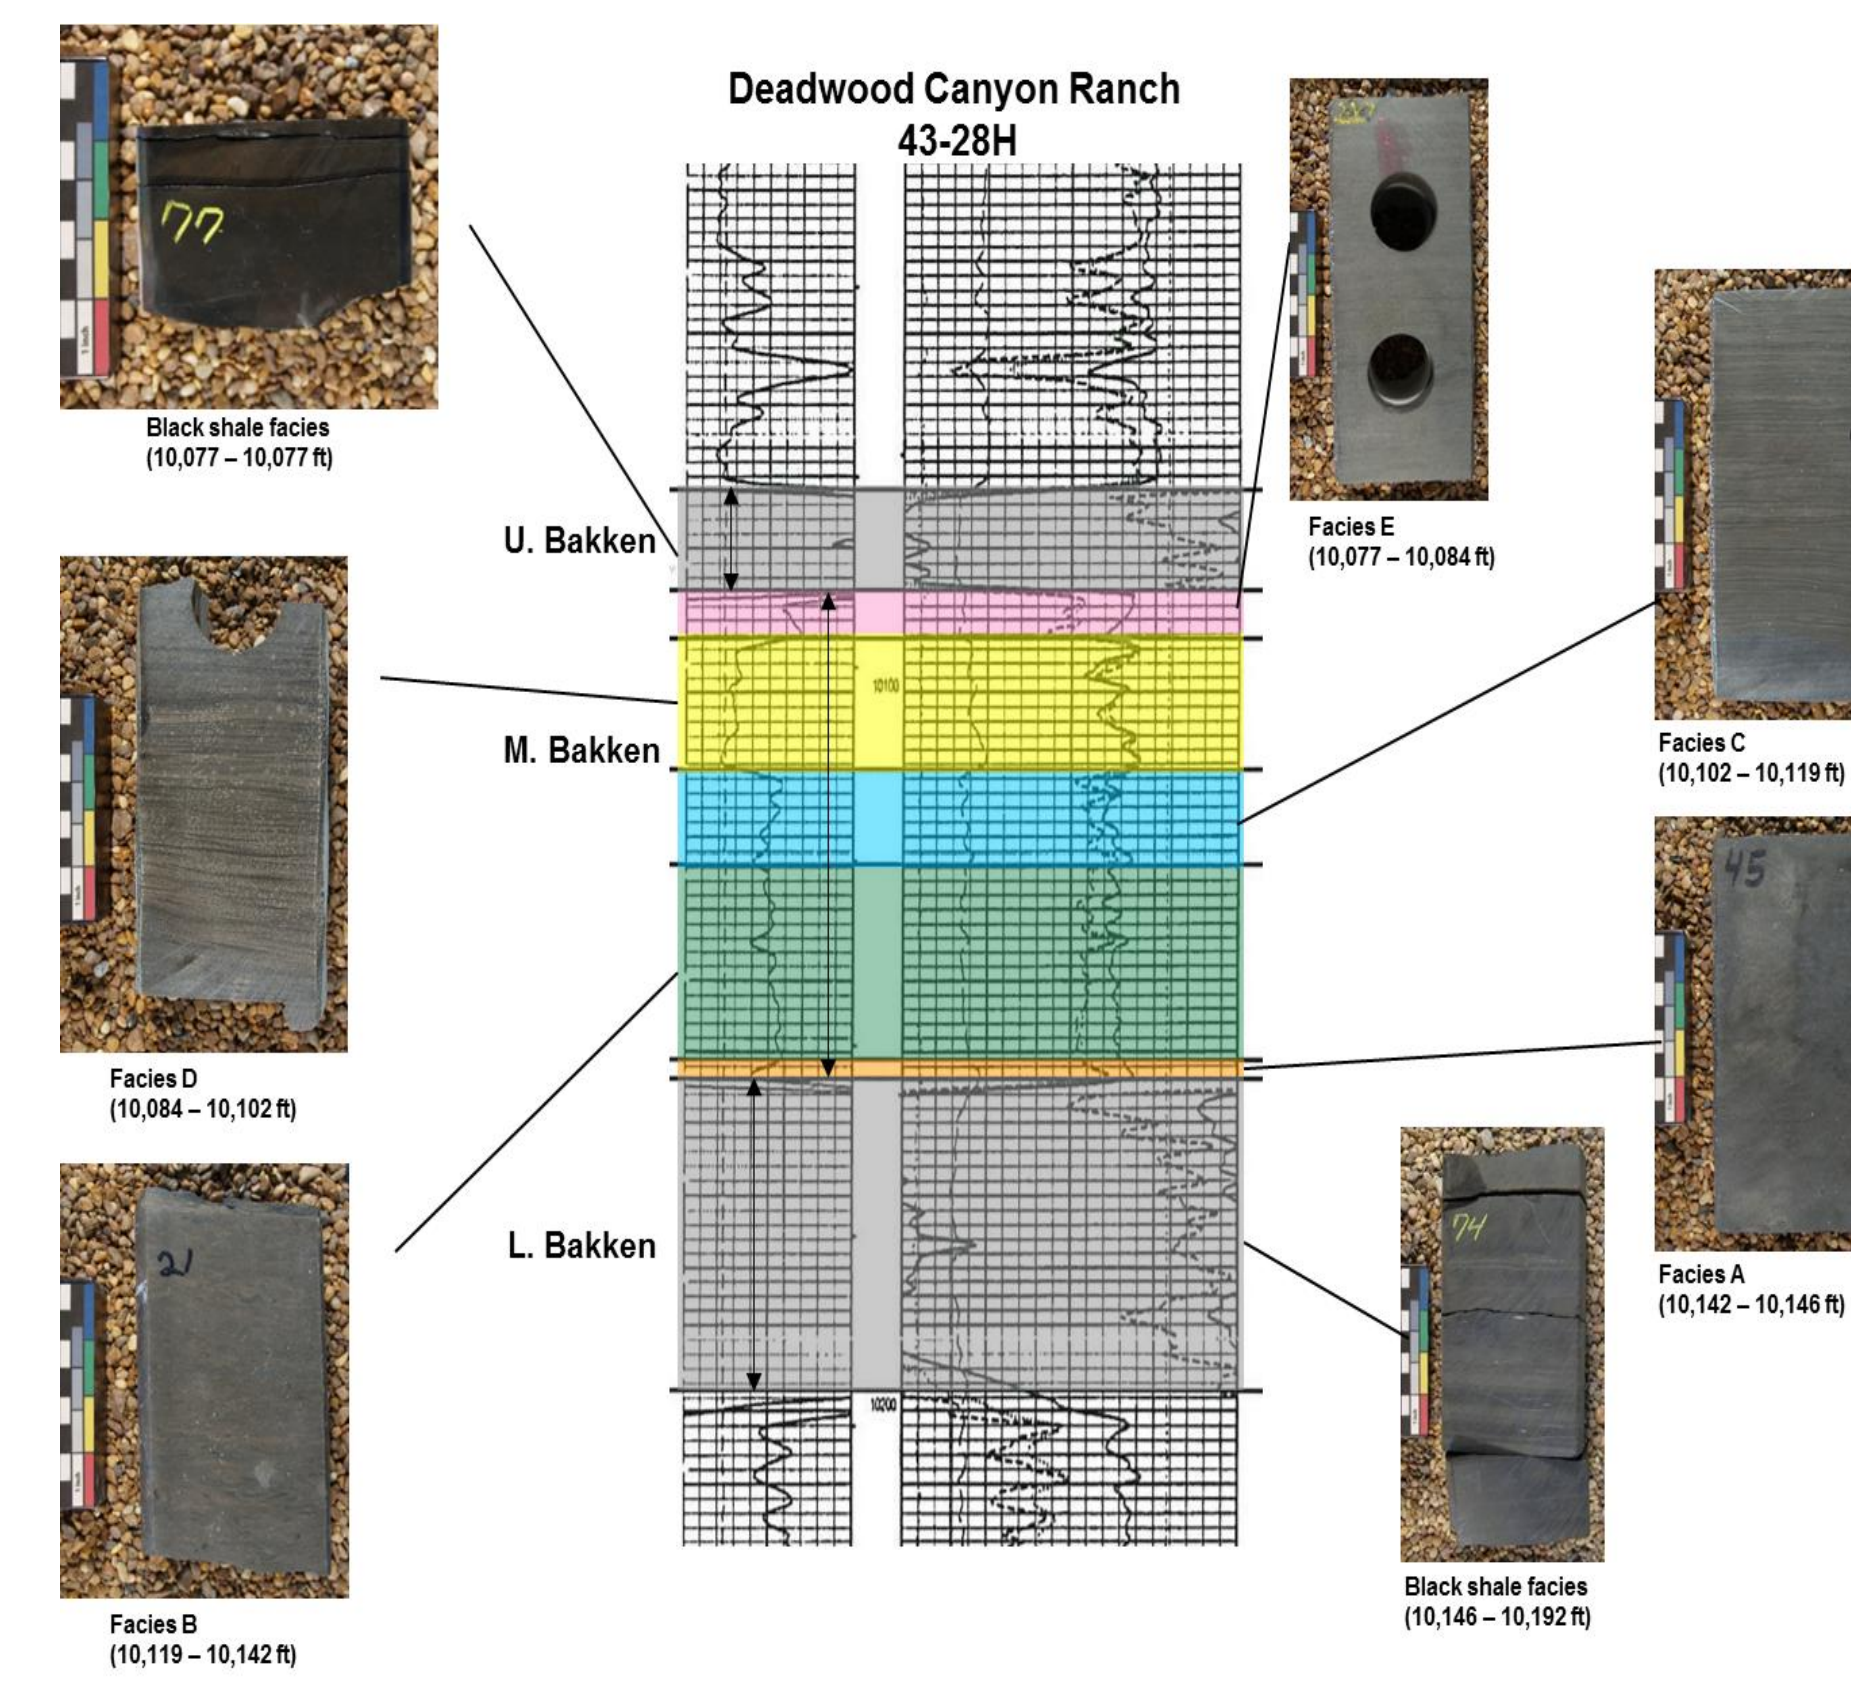 Deadwood Canyon Ranch
43-28H
77
Black shale facies
(10,077 – 10,077 ft)
U. Bakken
Facies E
(10,077 – 10,084 ft)
10100
M. Bakken
Facies C
(10,102 – 10,119 ft)
45
Facies D
(10,084 – 10,102 ft)
21
L. Bakken
74
Facies A
(10,142 – 10,146 ft)
10200
Black shale facies
(10,146 – 10,192 ft)
Facies B
(10,119 – 10,142 ft)
1 inch